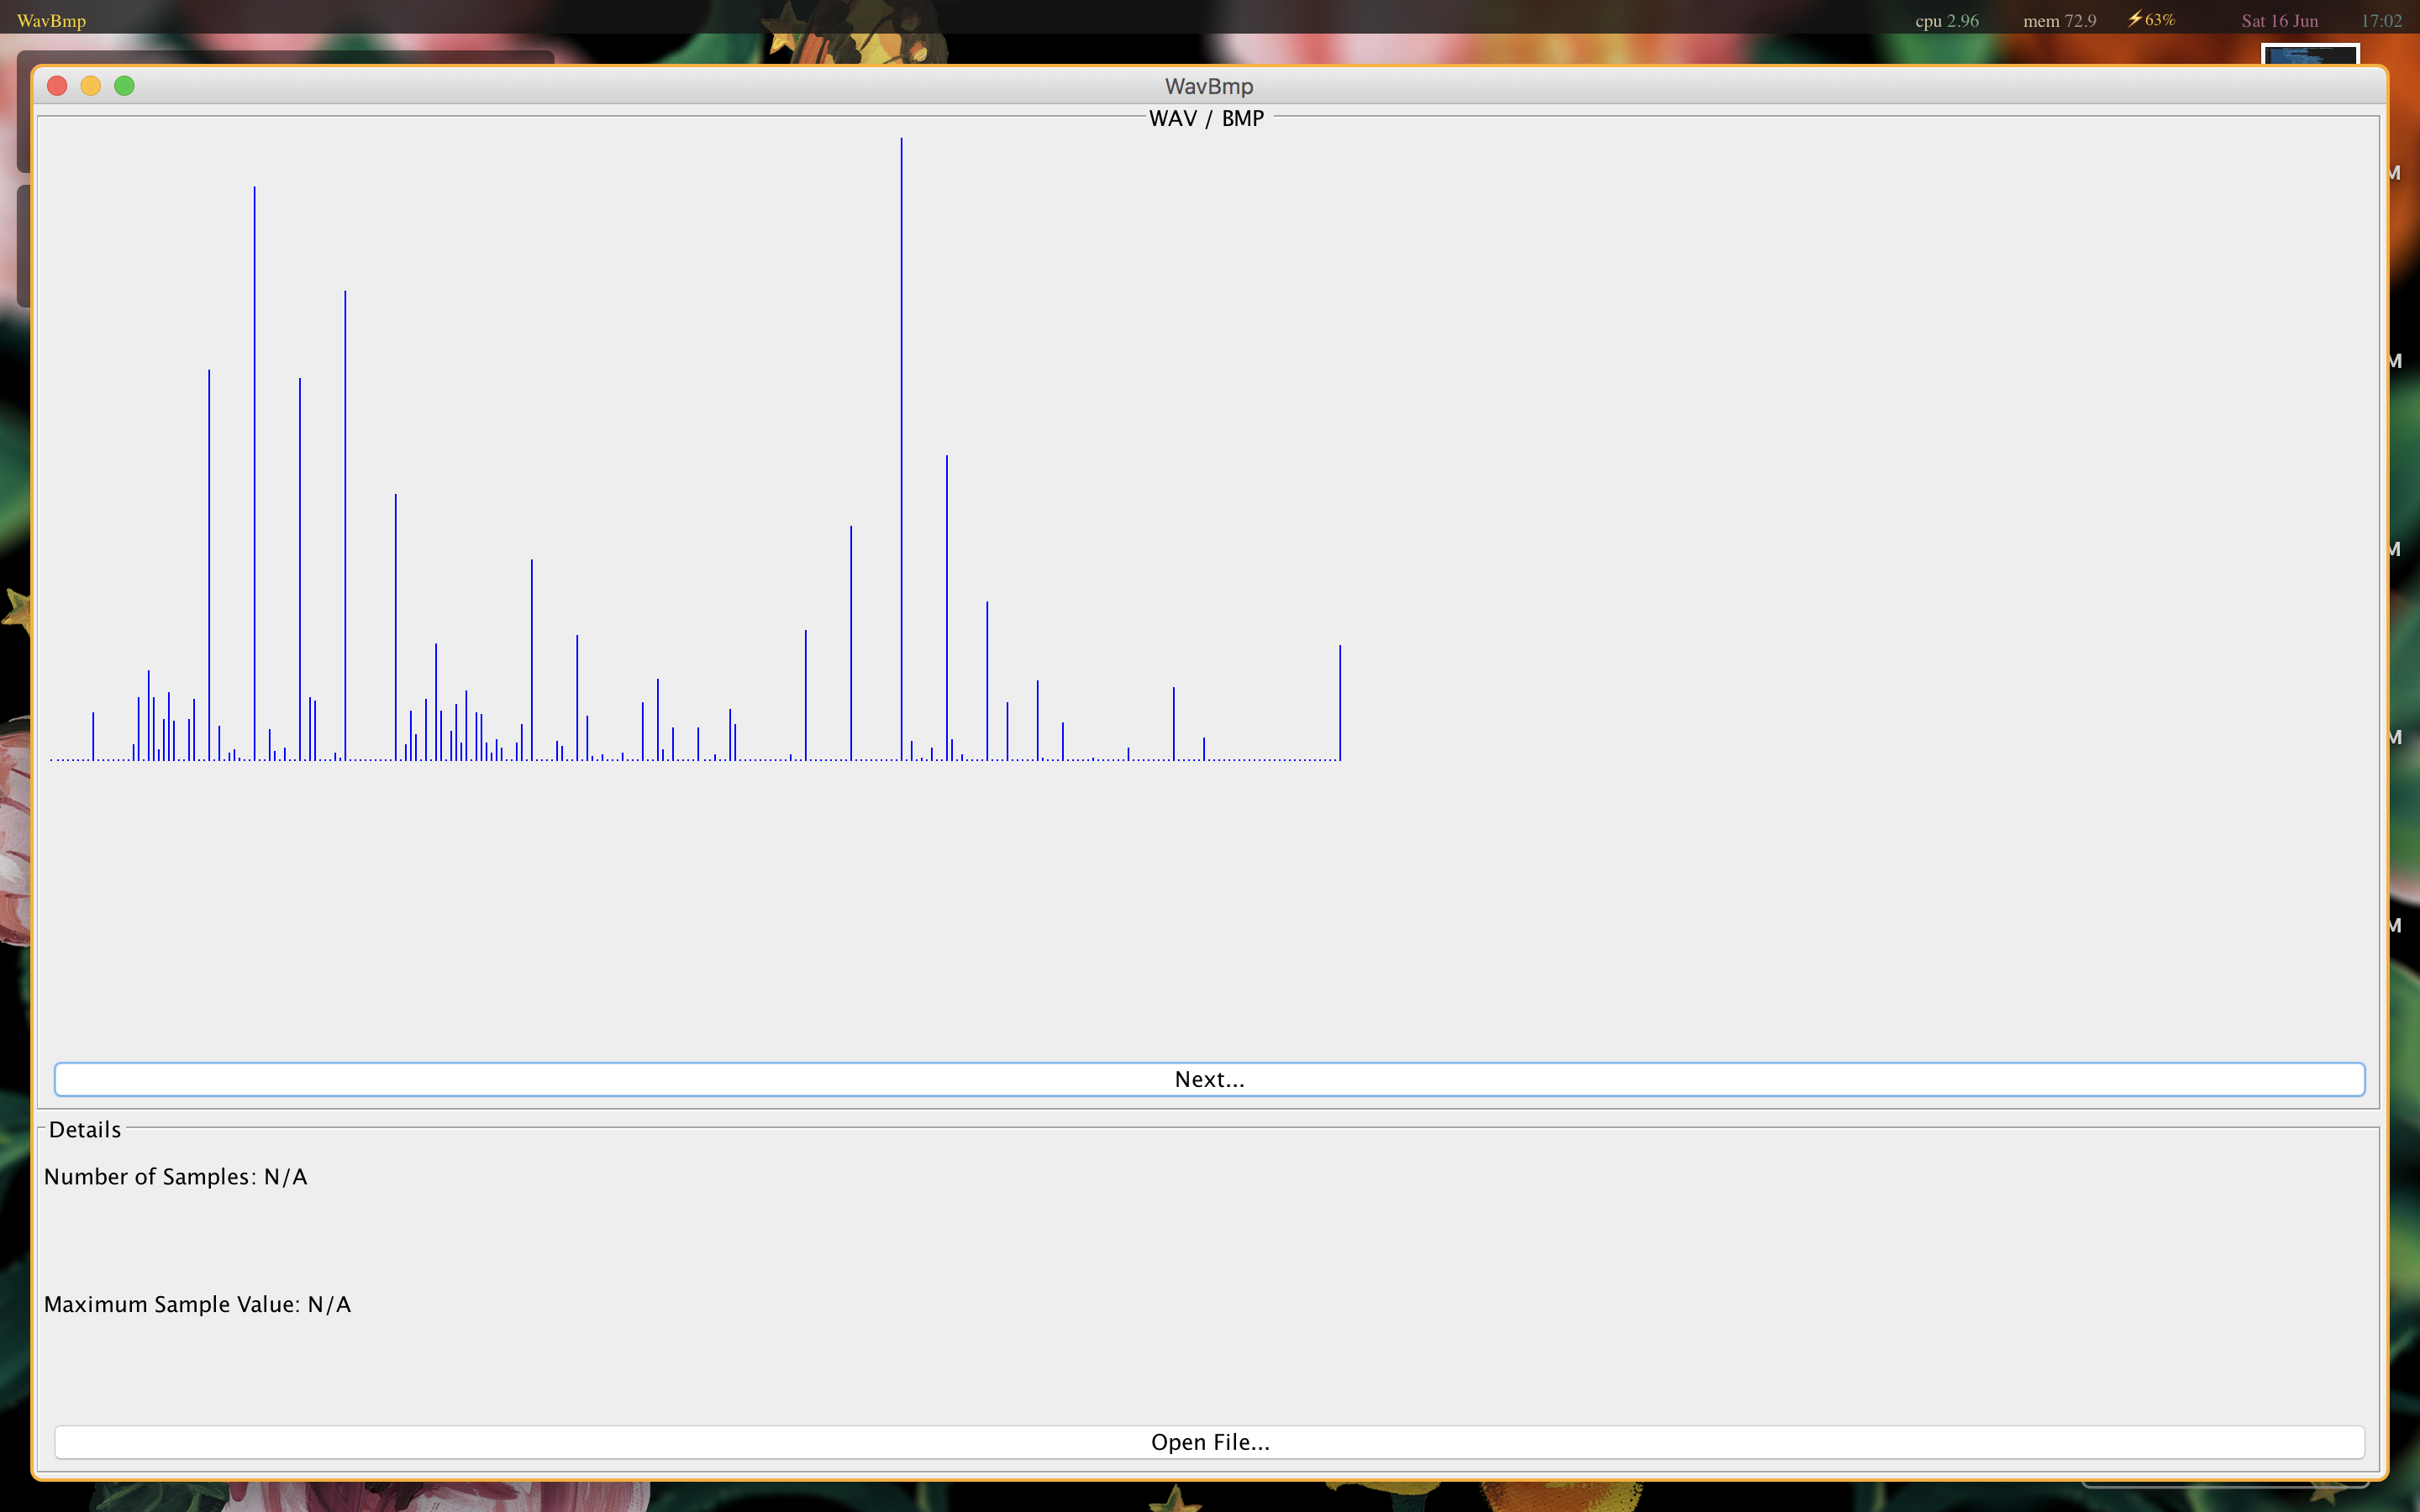 WavBmp
cpu 2.96 mem 72.9 ⚡63% Sat 16 Jun 17:02
WavBmp
WAV / BMP
M
M
M
M
M
Next...
Details
Number of Samples: N/A
Maximum Sample Value: N/A
Open File...